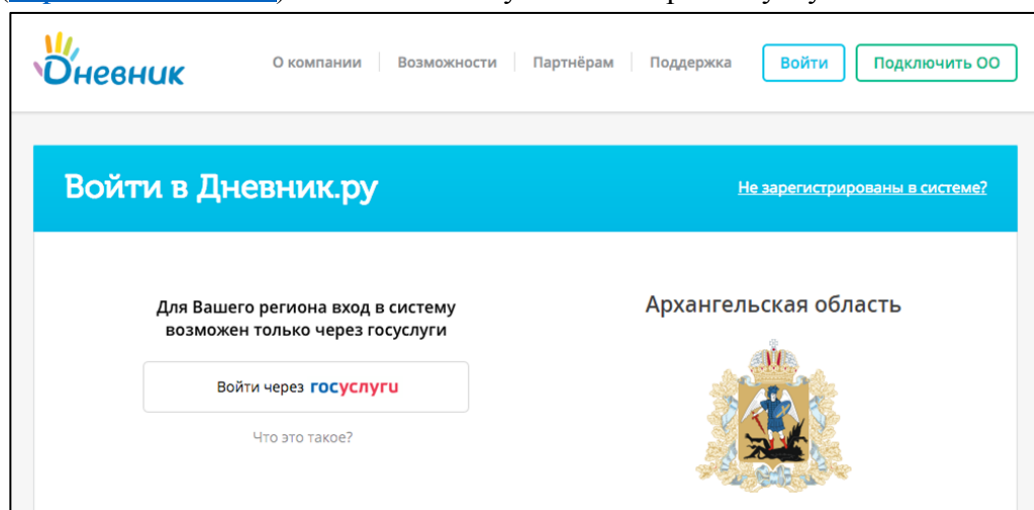 Дневник
О компании Возможности Партнёрам Поддержка Войти Подключить ОО
Войти в Дневник.ру
Не зарегистрированы в системе?
Для Вашего региона вход в систему
возможен только через госуслуги
Войти через госуслуги
Что это такое?
Архангельская область